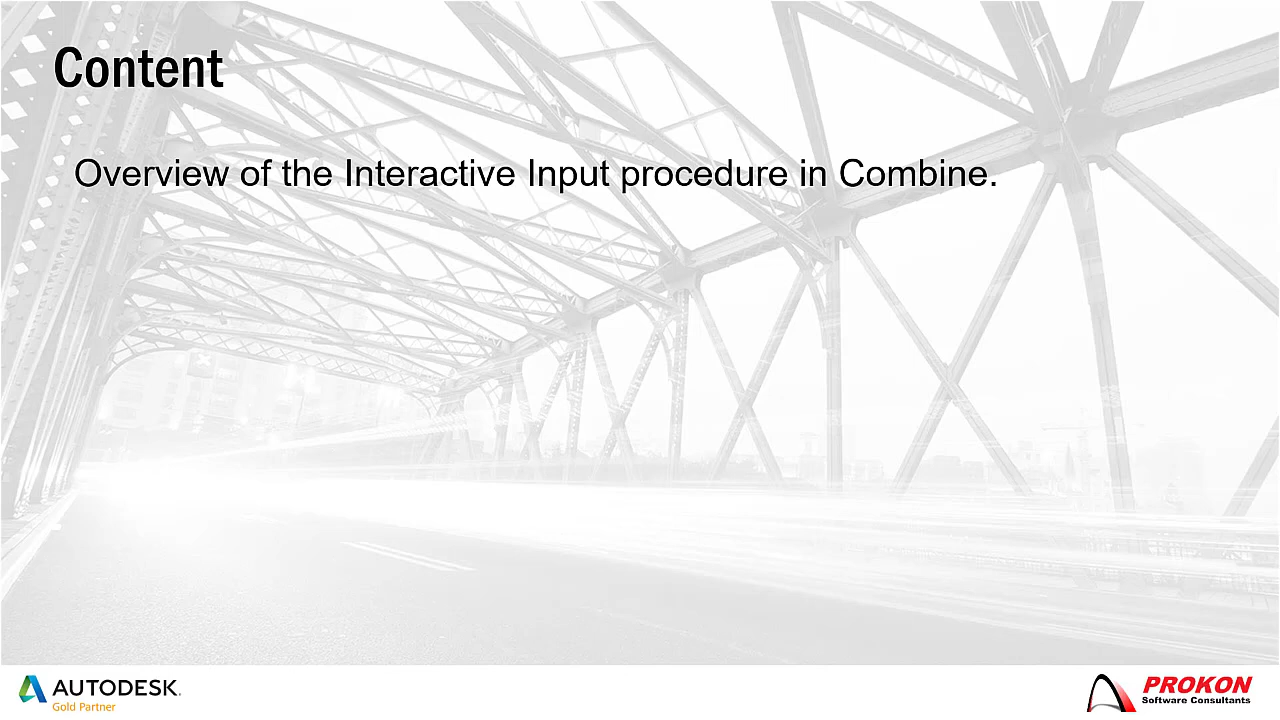 Content
Overview of the Interactive Input procedure in Combine.
AUTODESK.
Gold Partner
PROKON
Software Consultants